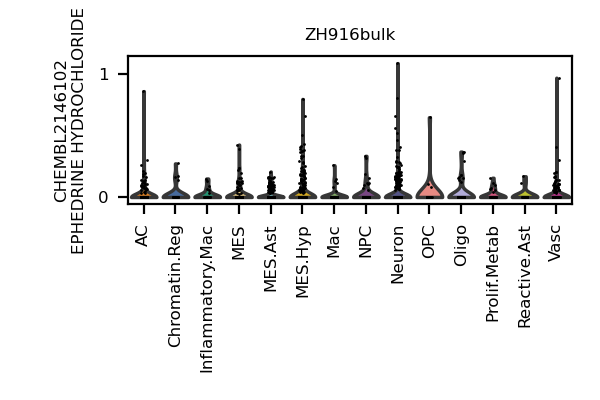 ZH916bulk
CHEMBL2146102
EPHEDRINE HYDROCHLORIDE
1
0
AC
Chromatin.Reg
Inflammatory.Mac
MES
MES.Ast
MES.Hyp
Mac
NPC
Neuron
OPC
Oligo
Prolif.Metab
Reactive.Ast
Vasc